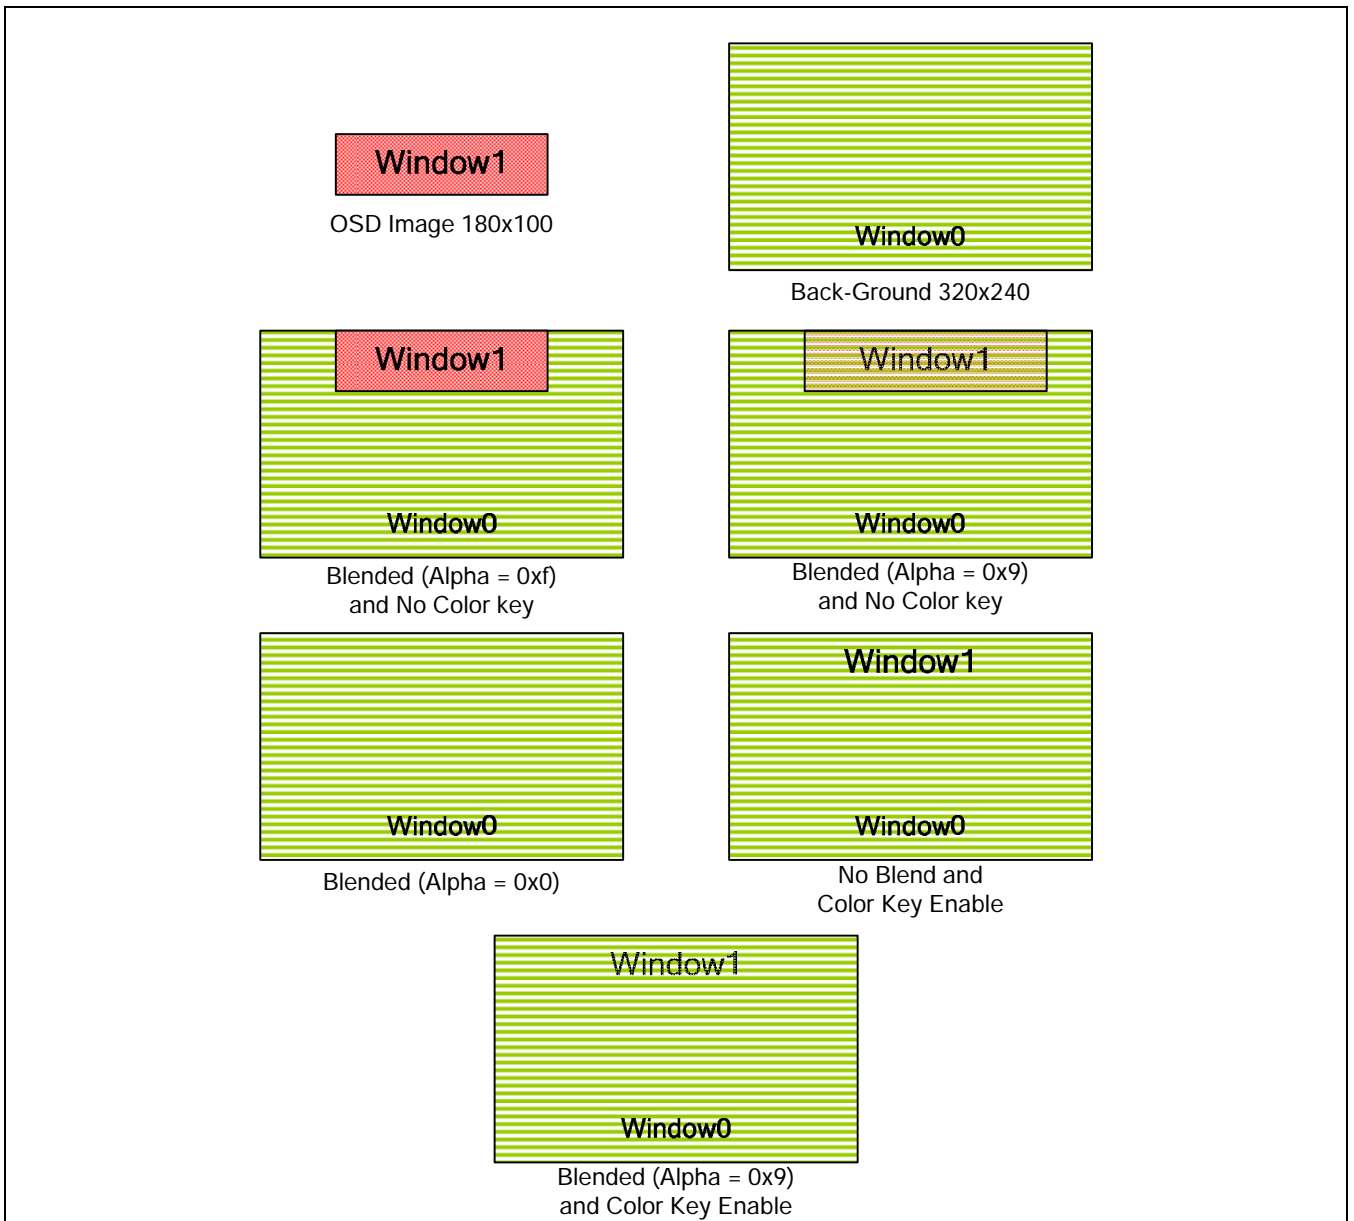 Window1
OSD Image 180x100
Window0
Back-Ground 320x240
Window1
Window0
Blended (Alpha = 0xf)
and No Color key
Window1
Window0
Blended (Alpha = 0x9)
and No Color key
Window0
Blended (Alpha = 0x0)
Window1
Window0
No Blend and
Color Key Enable
Window1
Window0
Blended (Alpha = 0x9)
and Color Key Enable